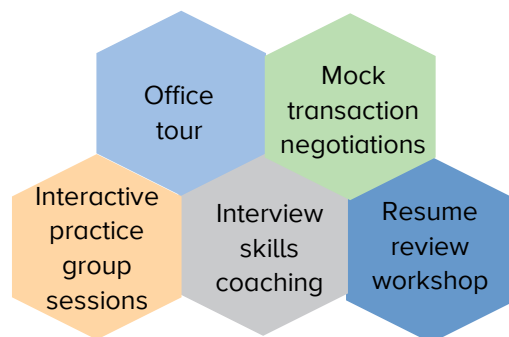 Office
tour
Mock
transaction
negotiations
Interactive
practice
group
sessions
Interview
skills
coaching
Resume
review
workshop